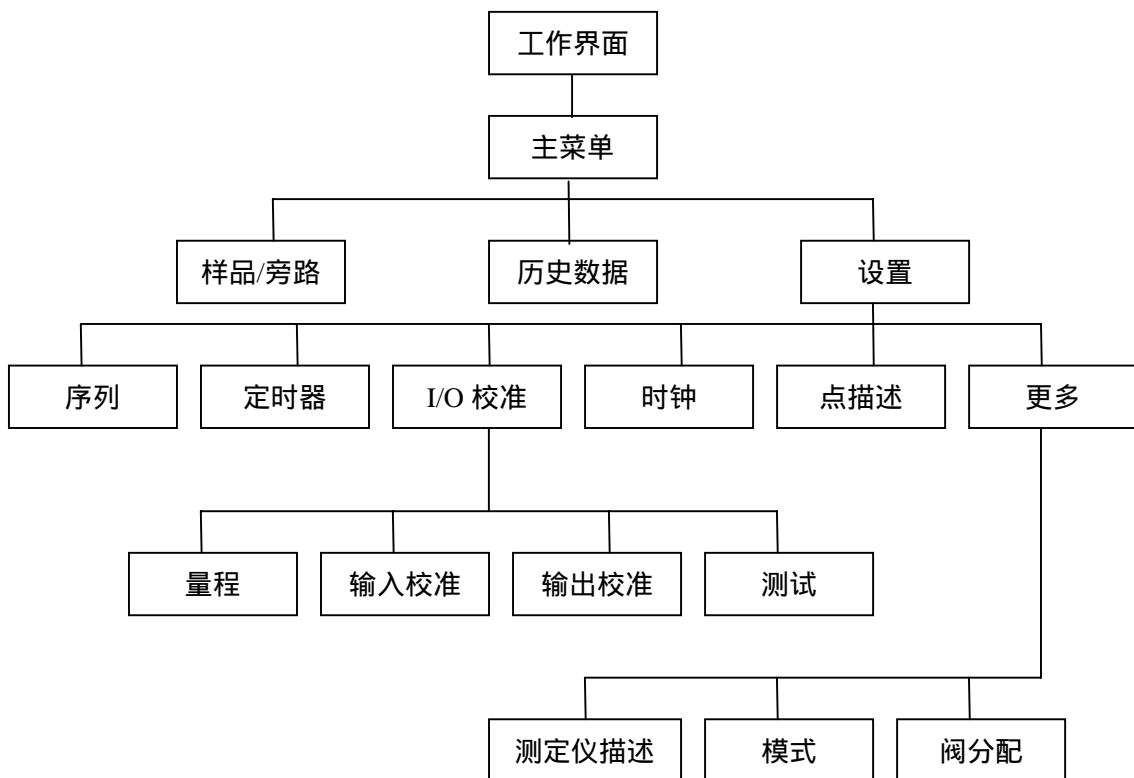 工作界面
主菜单
样品/旁路
历史数据
设置
序列
定时器
I/O 校准
时钟
点描述
更多
量程
输入校准
输出校准
测试
测定仪描述
模式
阀分配